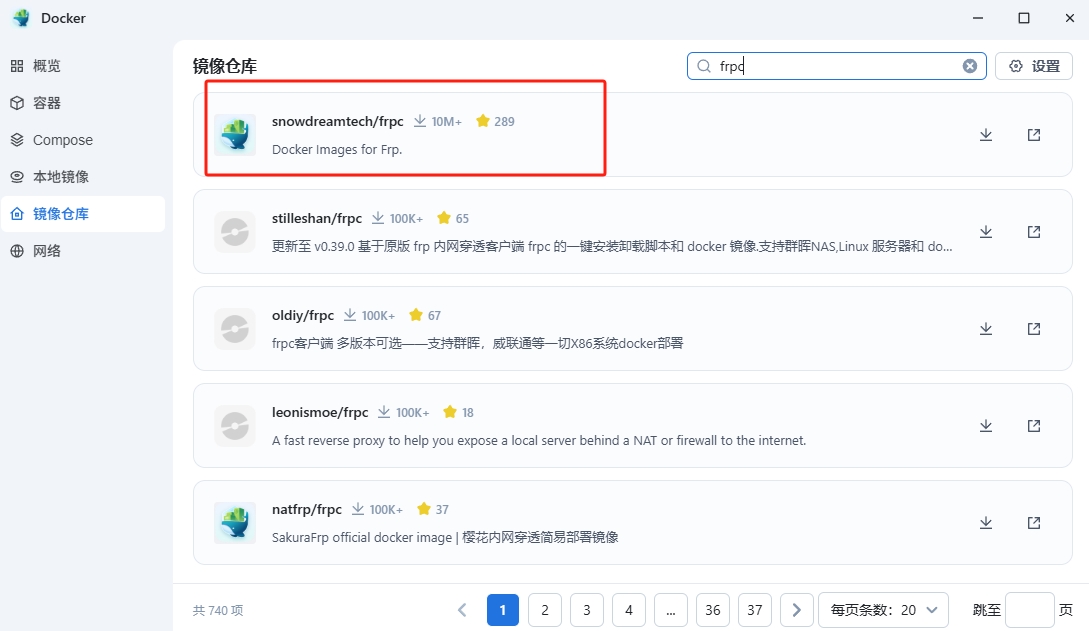 Docker
概览
容器
Compose
本地镜像
镜像仓库
网络
镜像仓库
frpc
设置
snowdreamtech/frpc 10M+ 289
Docker Images for Frp.
stilleshan/frpc 100K+ 65
更新至 v0.39.0 基于原版 frp 内网穿透客户端 frpc 的一键安装卸载脚本和 docker 镜像.支持群晖NAS,Linux 服务器和 do...
oldiy/frpc 100K+ 67
frpc客户端 多版本可选——支持群晖，威联通等一切X86系统docker部署
leonismoe/frpc 100K+ 18
A fast reverse proxy to help you expose a local server behind a NAT or firewall to the internet.
natfrp/frpc 100K+ 37
SakuraFrp official docker image | 樱花内网穿透简易部署镜像
共 740 项
1 2 3 4 ... 36 37
每页条数：20
跳至 页